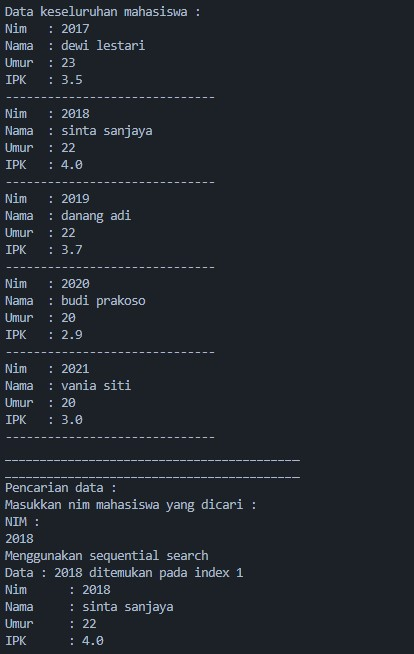 Data keseluruhan mahasiswa :
Nim   : 2017
Nama  : dewi lestari
Umur  : 23
IPK   : 3.5
------------------------------
Nim   : 2018
Nama  : sinta sanjaya
Umur  : 22
IPK   : 4.0
------------------------------
Nim   : 2019
Nama  : danang adi
Umur  : 22
IPK   : 3.7
------------------------------
Nim   : 2020
Nama  : budi prakoso
Umur  : 20
IPK   : 2.9
------------------------------
Nim   : 2021
Nama  : vania siti
Umur  : 20
IPK   : 3.0
------------------------------
__________________________________________
__________________________________________
Pencarian data :
Masukkan nim mahasiswa yang dicari :
NIM :
2018
Menggunakan sequential search
Data : 2018 ditemukan pada index 1
Nim      : 2018
Nama     : sinta sanjaya
Umur     : 22
IPK      : 4.0